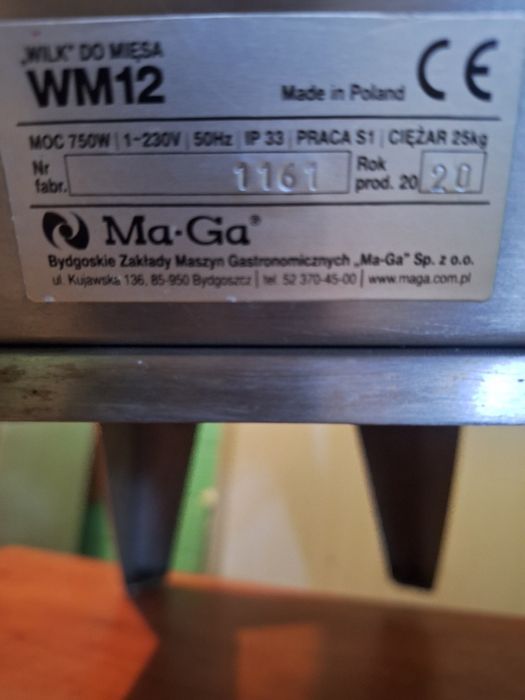 „WILK" DO MIĘSA
WM12
Made in Poland
CE
MOC 750W | 1~230V | 50Hz | IP 33 | PRACA S1 | CIĘŻAR 25kg
Nr fabr. 1161 Rok prod. 2020
Ma·Ga®
Bydgoskie Zakłady Maszyn Gastronomicznych „Ma-Ga" Sp. z o.o.
ul. Kujawska 136, 85-950 Bydgoszcz | tel. 52 370-45-00 | www.maga.com.pl